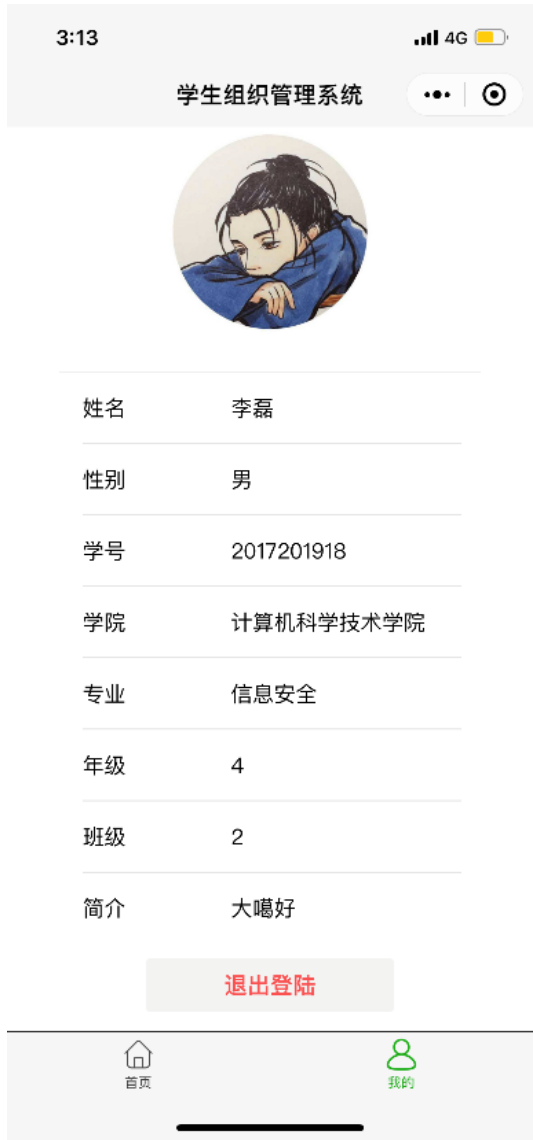 3:13 4G
学生组织管理系统
姓名 李磊
性别 男
学号 2017201918
学院 计算机科学技术学院
专业 信息安全
年级 4
班级 2
简介 大噶好
退出登陆
首页 我的